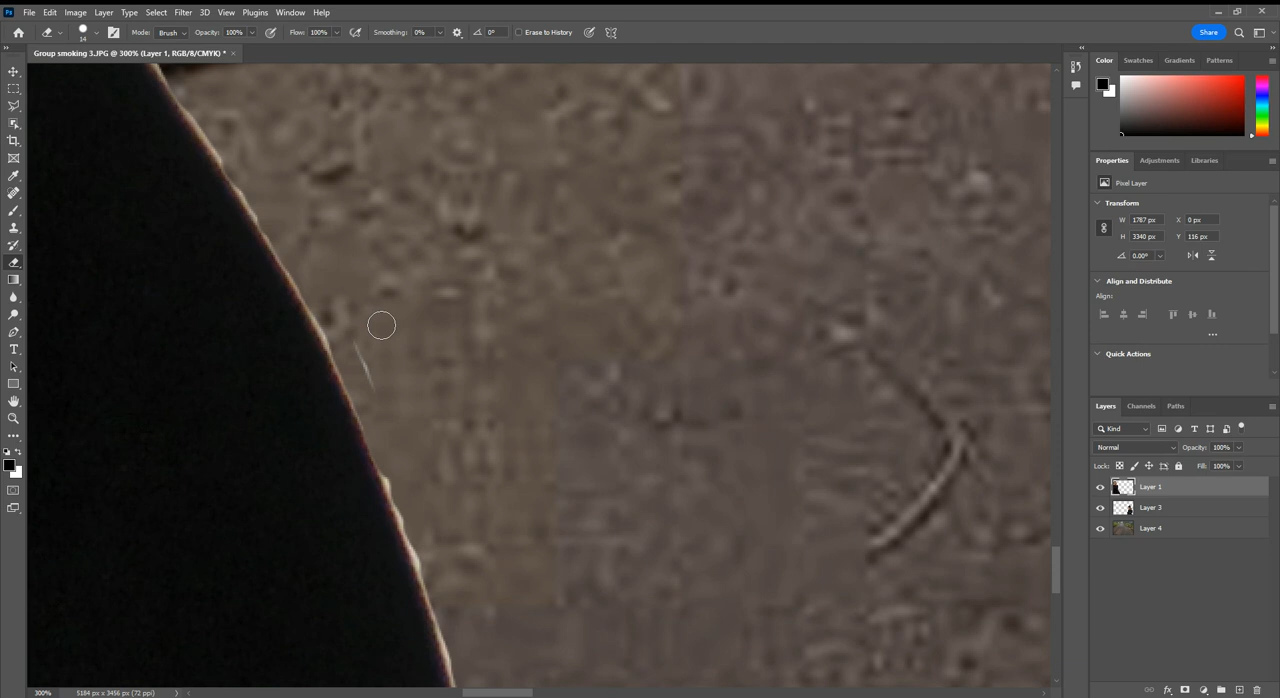 Ps File Edit Image Layer Type Select Filter 3D View Plugins Window Help
14 Mode: Brush Opacity: 100% Flow: 100% Smoothing: 0% 0° Erase to History Share
Group smoking 3.JPG @ 300% (Layer 1, RGB/8/CMYK) * ×
Color Swatches Gradients Patterns
Properties Adjustments Libraries
Pixel Layer
Transform
W 1787 px X 0 px
H 3340 px Y 116 px
0.00°
Align and Distribute
Align:
Quick Actions
Layers Channels Paths
Kind
Normal Opacity: 100%
Lock: Fill: 100%
Layer 1
Layer 3
Layer 4
300% 5184 px x 3456 px (72 ppi)